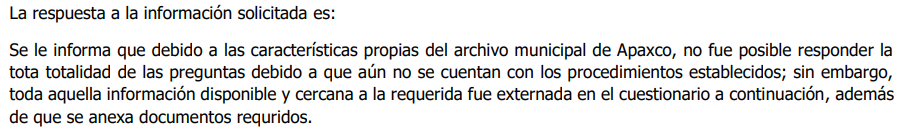 La respuesta a la información solicitada es:
Se le informa que debido a las características propias del archivo municipal de Apaxco, no fue posible responder la
tota totalidad de las preguntas debido a que aún no se cuentan con los procedimientos establecidos; sin embargo,
toda aquella información disponible y cercana a la requerida fue externada en el cuestionario a continuación, además
de que se anexa documentos requridos.